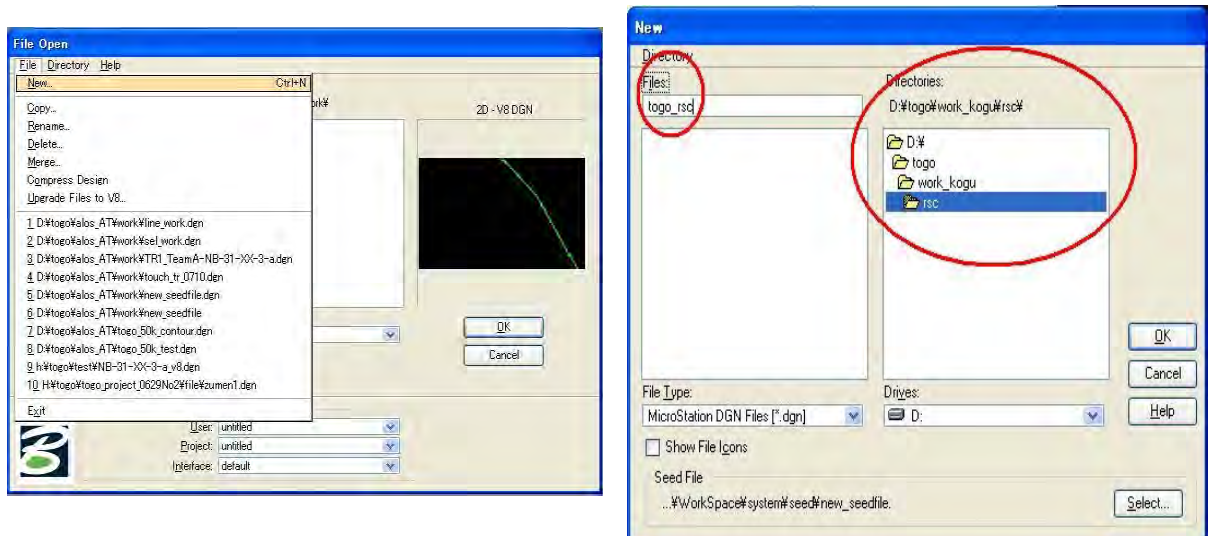 File Open
File Directory Help
New... Ctrl+N
Copy...
Rename...
Delete...
Merge...
Compress Design
Upgrade Files to V8...
1 D:¥togo¥alos_AT¥work¥line_work.dgn
2 D:¥togo¥alos_AT¥work¥sel_work.dgn
3 D:¥togo¥alos_AT¥work¥TR1_TeamA-NB-31-XX-3-a.dgn
4 D:¥togo¥alos_AT¥work¥touch_tr_0710.dgn
5 D:¥togo¥alos_AT¥work¥new_seedfile.dgn
6 D:¥togo¥alos_AT¥work¥new_seedfile
7 D:¥togo¥alos_AT¥togo_50k_contour.dgn
8 D:¥togo¥alos_AT¥togo_50k_test.dgn
9 h:¥togo¥test¥NB-31-XX-3-a_v8.dgn
10 H:¥togo¥togo_project_0629No2¥file¥zumen1.dgn
Exit
ork¥
2D - V8 DGN
OK
Cancel
User: untitled
Project: untitled
Interface: default
New
Directory
Files:
togo_rsc
Directories:
D:¥togo¥work_kogu¥rsc¥
D:¥
togo
work_kogu
rsc
OK
Cancel
Help
File Type:
MicroStation DGN Files [*.dgn]
Drives:
D:
Show File Icons
Seed File
...¥WorkSpace¥system¥seed¥new_seedfile.
Select...